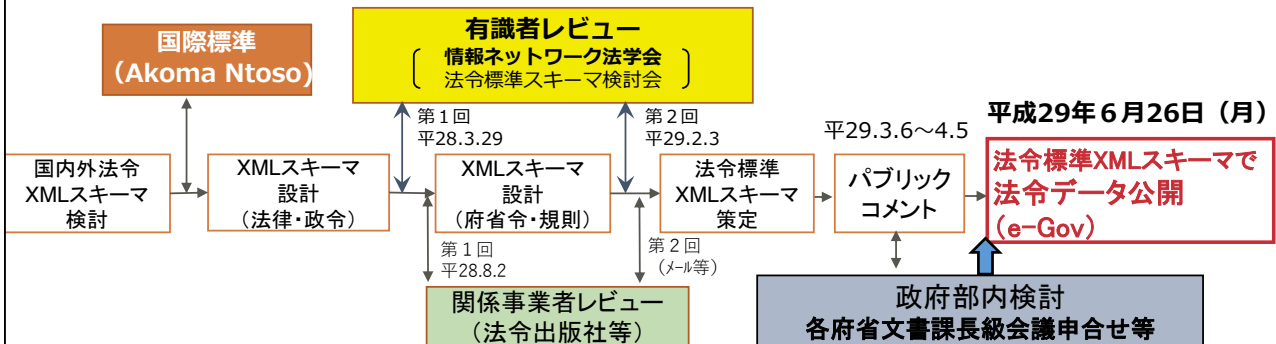 国際標準
（Akoma Ntoso）
有識者レビュー
情報ネットワーク法学会
法令標準スキーマ検討会
第１回
平28.3.29
第２回
平29.2.3
平29.3.6～4.5
平成29年６月26日（月）
国内外法令
XMLスキーマ
検討
XMLスキーマ
設計
（法律・政令）
XMLスキーマ
設計
（府省令・規則）
法令標準
XMLスキーマ
策定
パブリック
コメント
法令標準XMLスキーマで
法令データ公開
（e-Gov）
第１回
平28.8.2
第２回
（メール等）
関係事業者レビュー
（法令出版社等）
政府部内検討
各府省文書課長級会議申合せ等